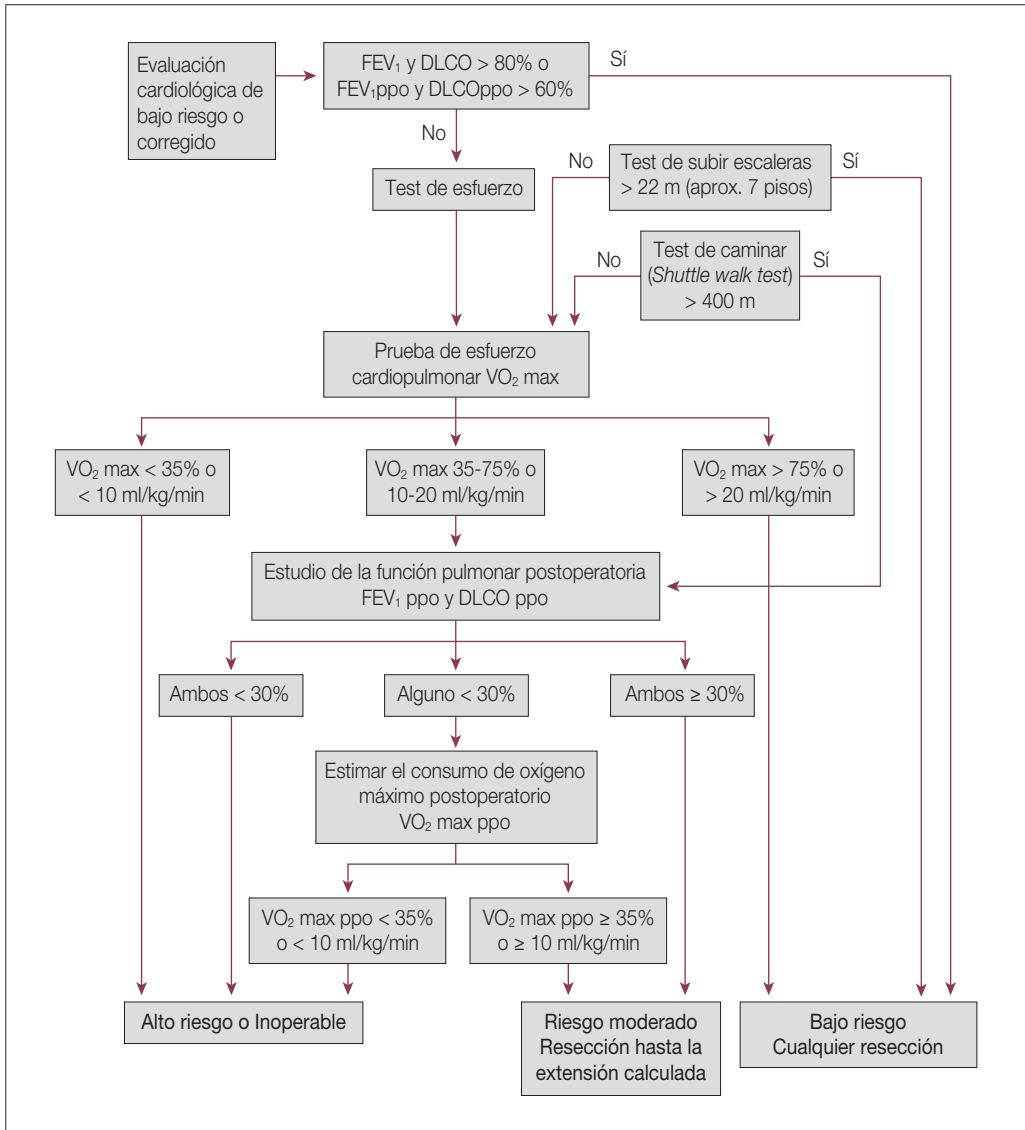 Evaluación
cardiológica de
bajo riesgo o
corregido
FEV₁ y DLCO > 80% o
FEV₁ppo y DLCOppo > 60%
Sí
No
Test de esfuerzo
No
Test de subir escaleras
> 22 m (aprox. 7 pisos)
Sí
No
Test de caminar
(Shuttle walk test)
> 400 m
Sí
Prueba de esfuerzo
cardiopulmonar VO₂ max
VO₂ max < 35% o
< 10 ml/kg/min
VO₂ max 35-75% o
10-20 ml/kg/min
VO₂ max > 75% o
> 20 ml/kg/min
Estudio de la función pulmonar postoperatoria
FEV₁ ppo y DLCO ppo
Ambos < 30%
Alguno < 30%
Ambos ≥ 30%
Estimar el consumo de oxígeno
máximo postoperatorio
VO₂ max ppo
VO₂ max ppo < 35%
o < 10 ml/kg/min
VO₂ max ppo ≥ 35%
o ≥ 10 ml/kg/min
Alto riesgo o Inoperable
Riesgo moderado
Resección hasta la
extensión calculada
Bajo riesgo
Cualquier resección